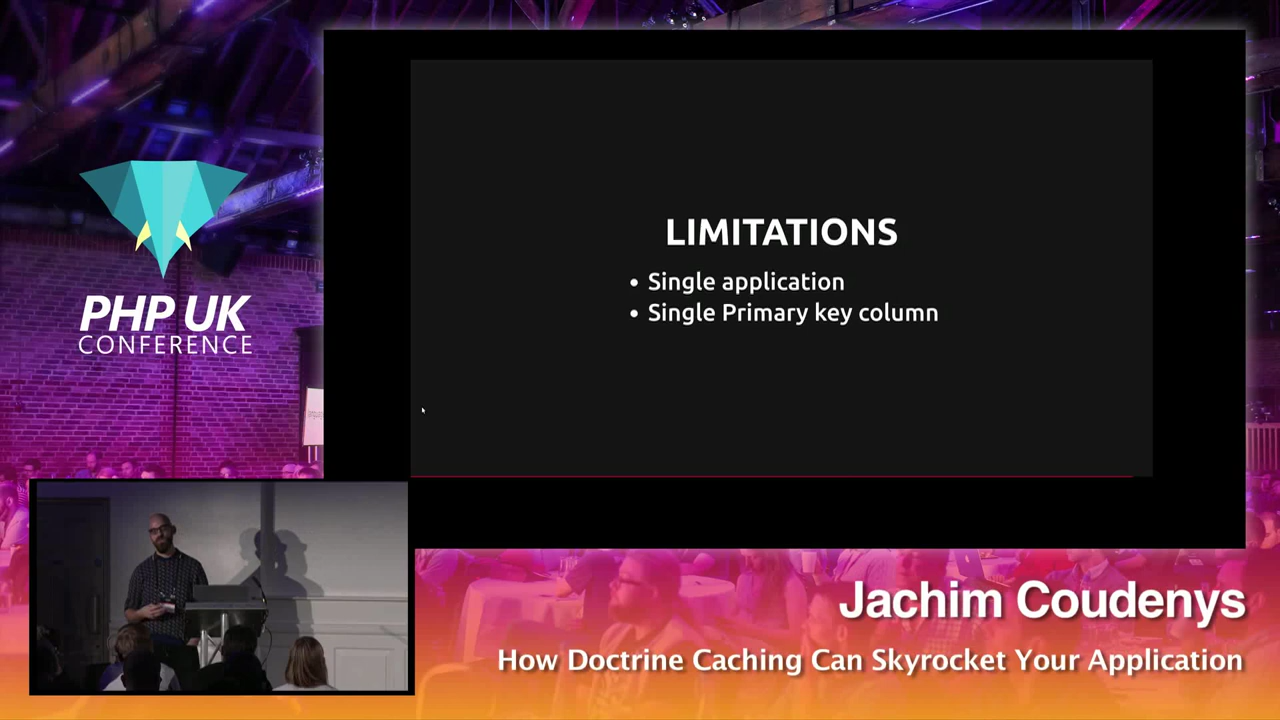 PHP UK
CONFERENCE
LIMITATIONS
• Single application
• Single Primary key column
Jachim Coudenys
How Doctrine Caching Can Skyrocket Your Application